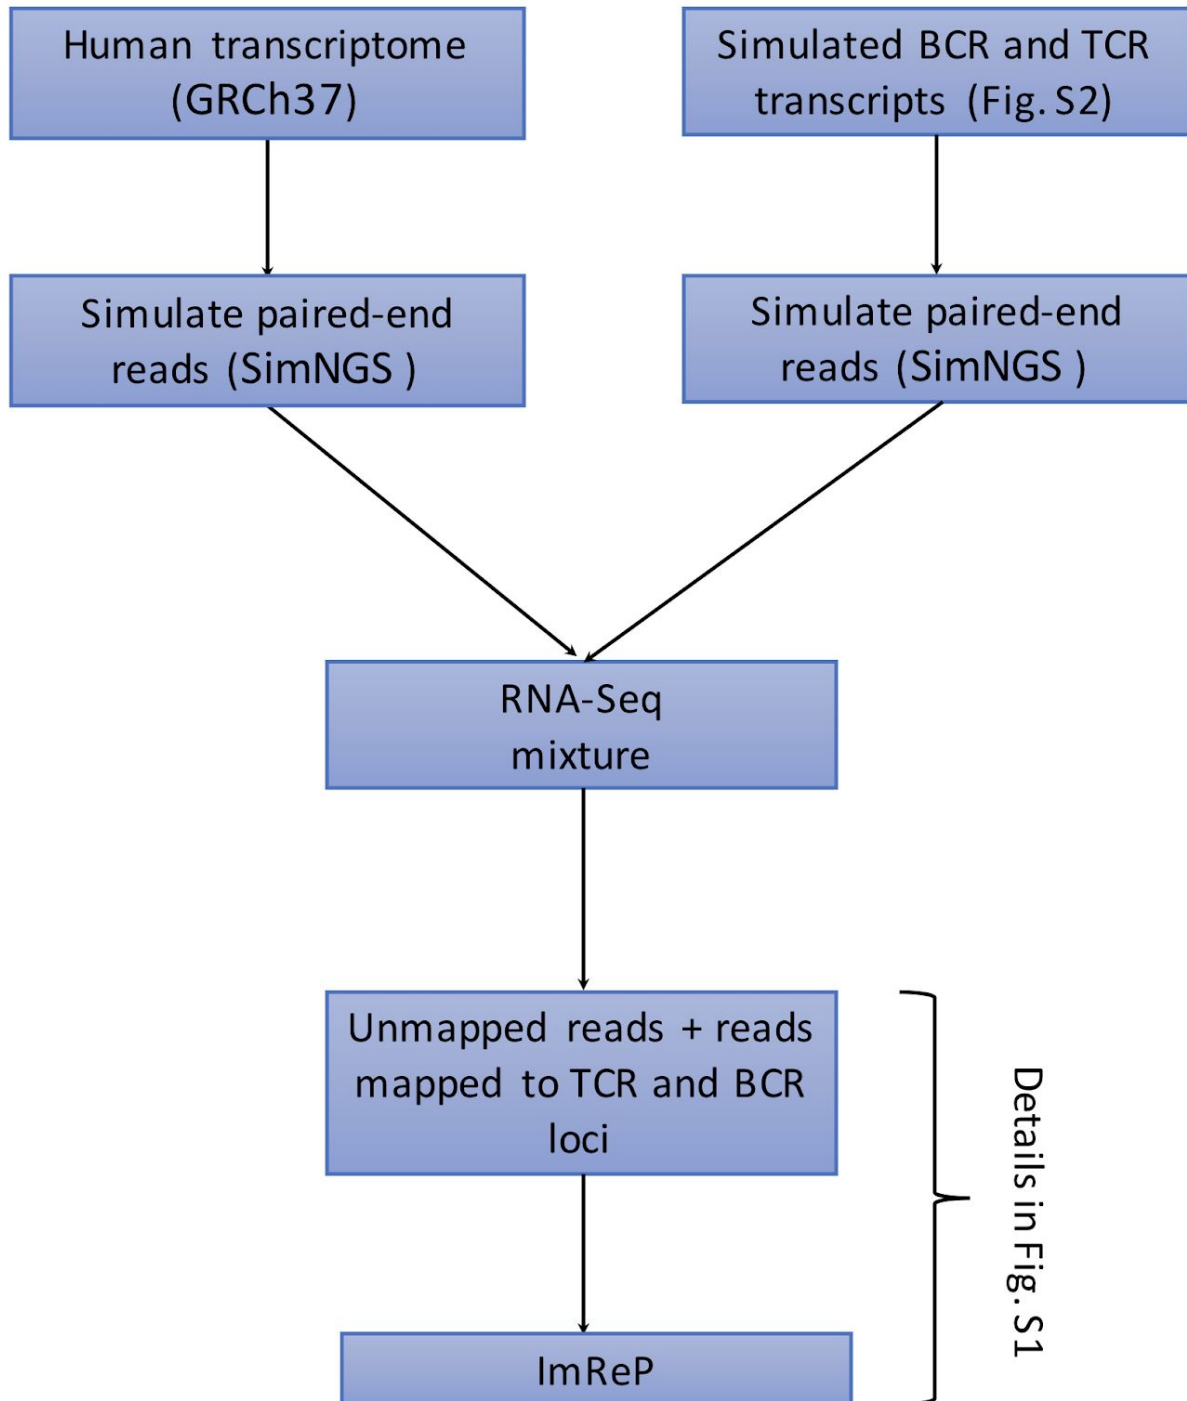 Human transcriptome
(GRCh37)
Simulated BCR and TCR
transcripts (Fig. S2)
Simulate paired-end
reads (SimNGS )
Simulate paired-end
reads (SimNGS )
RNA-Seq
mixture
Unmapped reads + reads
mapped to TCR and BCR
loci
Details in Fig. S1
ImReP